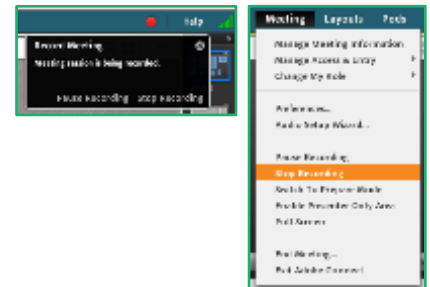 Help
Record Meeting
Meeting session is being recorded.
Pause Recording Stop Recording
Meeting Layouts Pods
Manage Meeting Information
Manage Access & Entry
Change My Role
Preferences...
Audio Setup Wizard...
Pause Recording
Stop Recording
Switch To Prepare Mode
Enable Presenter Only Area
Full Screen
End Meeting...
Exit Adobe Connect